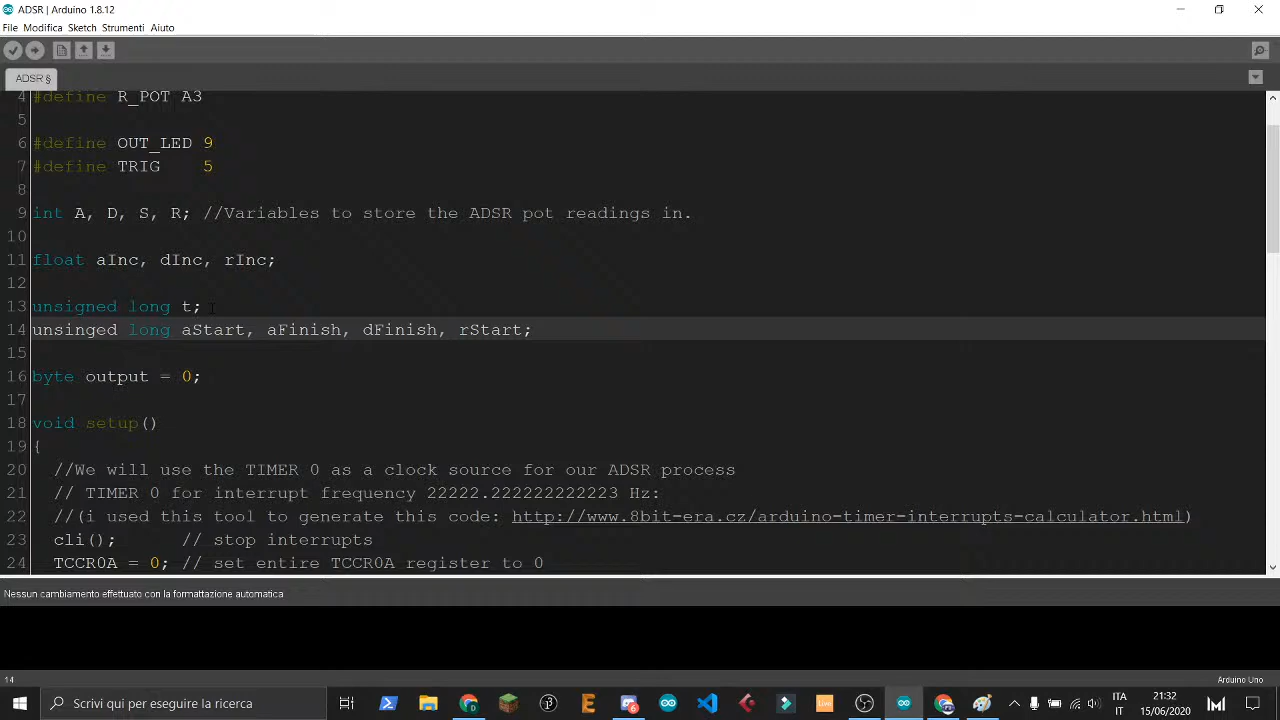 ADSR | Arduino 1.8.12
File Modifica Sketch Strumenti Aiuto
ADSR §
4 #define R_POT A3
5
6 #define OUT_LED 9
7 #define TRIG 5
8
9 int A, D, S, R; //Variables to store the ADSR pot readings in.
10
11 float aInc, dInc, rInc;
12
13 unsigned long t;
14 unsinged long aStart, aFinish, dFinish, rStart;
15
16 byte output = 0;
17
18 void setup()
19 {
20 //We will use the TIMER 0 as a clock source for our ADSR process
21 // TIMER 0 for interrupt frequency 22222.222222222223 Hz:
22 //(i used this tool to generate this code: http://www.8bit-era.cz/arduino-timer-interrupts-calculator.html)
23 cli(); // stop interrupts
24 TCCR0A = 0; // set entire TCCR0A register to 0
Nessun cambiamento effettuato con la formattazione automatica
14 Arduino Uno
Scrivi qui per eseguire la ricerca
ITA 21:32
IT 15/06/2020